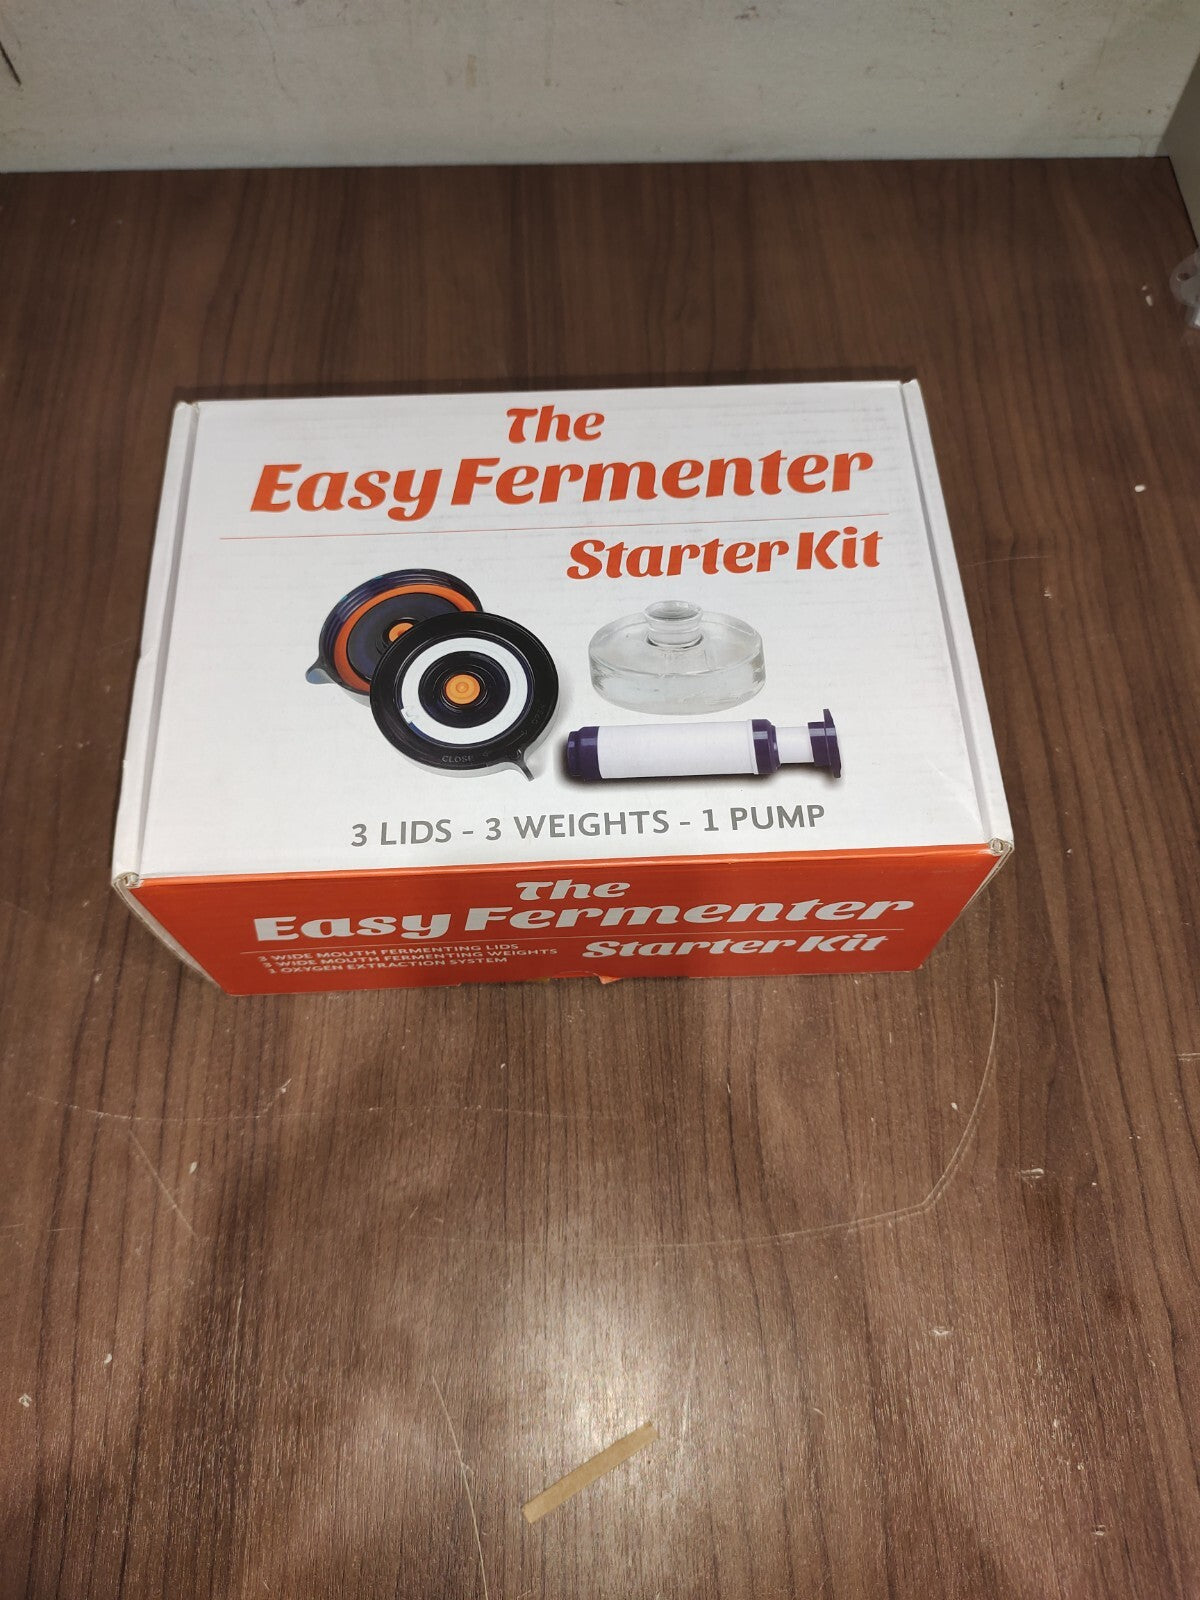 The
Easy Fermenter
Starter Kit
CLOSE
3 LIDS - 3 WEIGHTS - 1 PUMP
The
Easy Fermenter
Starter Kit
3 WIDE MOUTH FERMENTING LIDS
3 WIDE MOUTH FERMENTING WEIGHTS
1 OXYGEN EXTRACTION SYSTEM